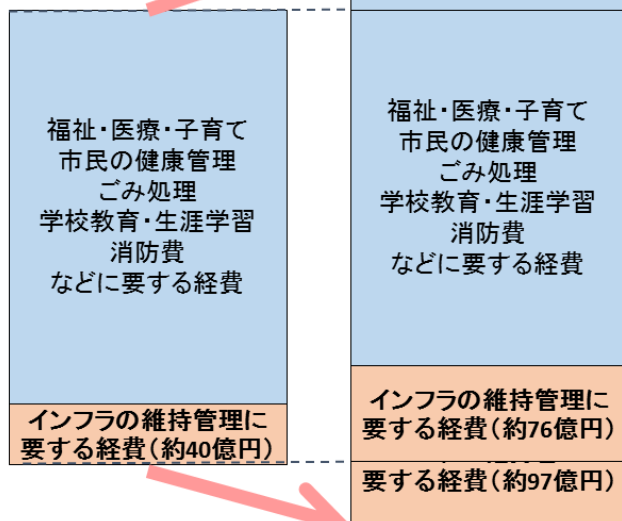 福祉・医療・子育て
市民の健康管理
ごみ処理
学校教育・生涯学習
消防費
などに要する経費
インフラの維持管理に
要する経費(約40億円)
福祉・医療・子育て
市民の健康管理
ごみ処理
学校教育・生涯学習
消防費
などに要する経費
インフラの維持管理に
要する経費(約76億円)
要する経費(約97億円)